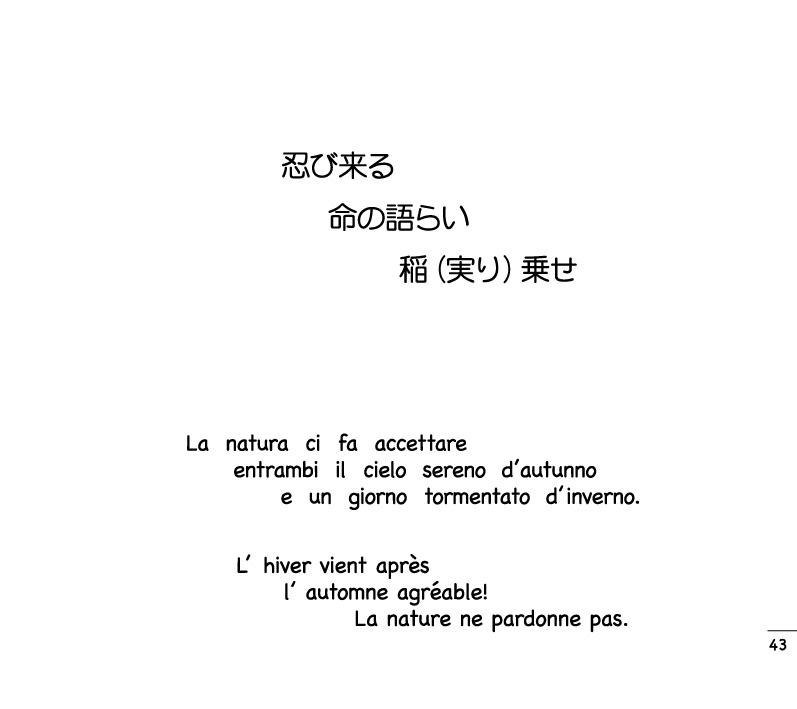 忍び来る
命の語らい
稲（実り）乗せ
La natura ci fa accettare
entrambi il cielo sereno d'autunno
e un giorno tormentato d'inverno.
L' hiver vient après
l' automne agréable!
La nature ne pardonne pas.
43